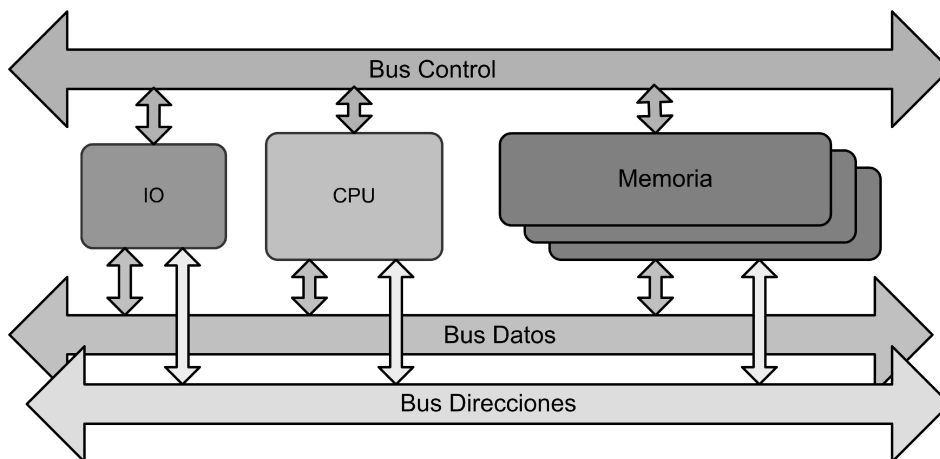 Bus Control
IO
CPU
Memoria
Bus Datos
Bus Direcciones